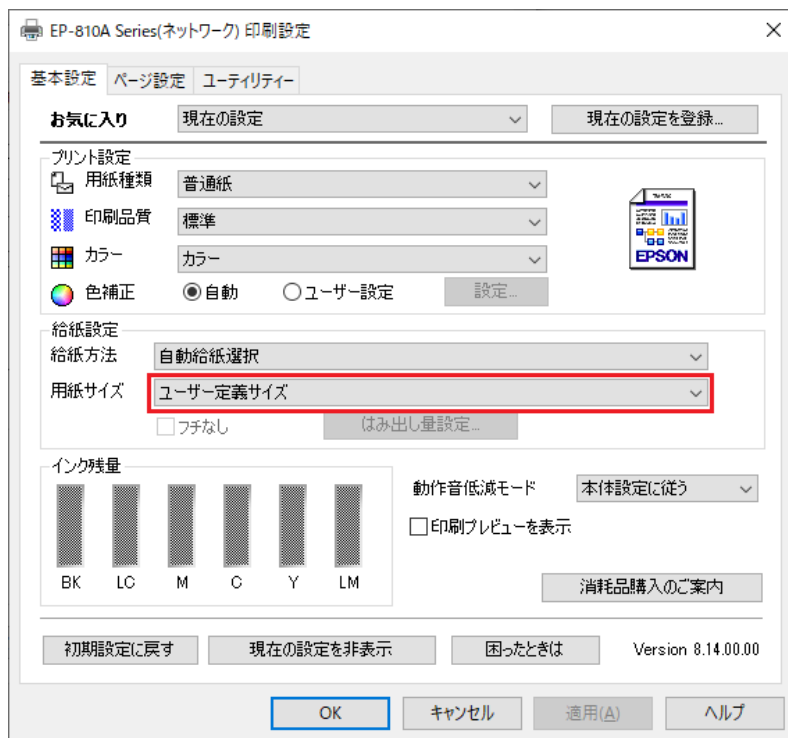 EP-810A Series(ネットワーク) 印刷設定
基本設定 ページ設定 ユーティリティー
お気に入り 現在の設定 現在の設定を登録...
プリント設定
用紙種類 普通紙
印刷品質 標準
カラー カラー
EPSON
色補正 自動 ユーザー設定 設定...
給紙設定
給紙方法 自動給紙選択
用紙サイズ ユーザー定義サイズ
フチなし はみ出し量設定...
インク残量
動作音低減モード 本体設定に従う
印刷プレビューを表示
BK LC M C Y LM
消耗品購入のご案内
初期設定に戻す 現在の設定を非表示 困ったときは Version 8.14.00.00
OK キャンセル 適用(A) ヘルプ